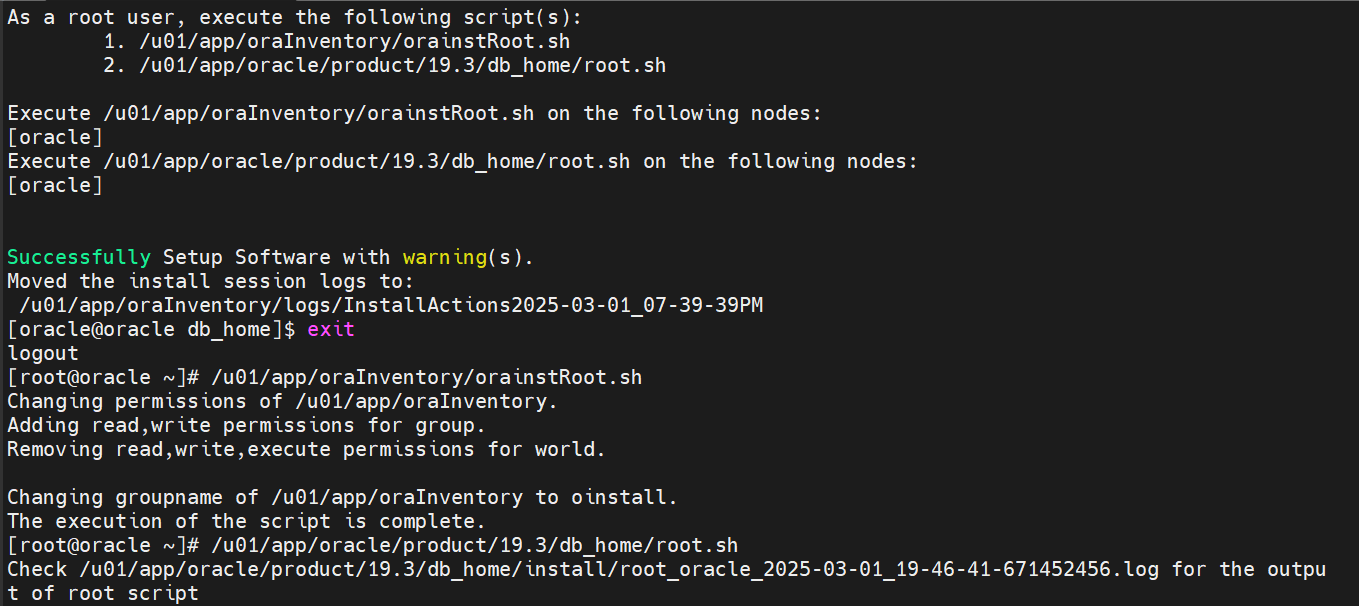 As a root user, execute the following script(s):
        1. /u01/app/oraInventory/orainstRoot.sh
        2. /u01/app/oracle/product/19.3/db_home/root.sh

Execute /u01/app/oraInventory/orainstRoot.sh on the following nodes:
[oracle]
Execute /u01/app/oracle/product/19.3/db_home/root.sh on the following nodes:
[oracle]


Successfully Setup Software with warning(s).
Moved the install session logs to:
 /u01/app/oraInventory/logs/InstallActions2025-03-01_07-39-39PM
[oracle@oracle db_home]$ exit
logout
[root@oracle ~]# /u01/app/oraInventory/orainstRoot.sh
Changing permissions of /u01/app/oraInventory.
Adding read,write permissions for group.
Removing read,write,execute permissions for world.

Changing groupname of /u01/app/oraInventory to oinstall.
The execution of the script is complete.
[root@oracle ~]# /u01/app/oracle/product/19.3/db_home/root.sh
Check /u01/app/oracle/product/19.3/db_home/install/root_oracle_2025-03-01_19-46-41-671452456.log for the outpu
t of root script